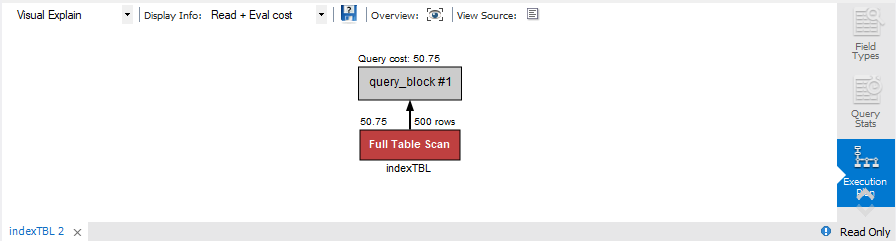 Visual Explain Display Info: Read + Eval cost Overview: View Source:
Field
Types
Query cost: 50.75
query_block #1
Query
Stats
50.75 500 rows
Full Table Scan
indexTBL
Execution
Plan
indexTBL 2 × Read Only